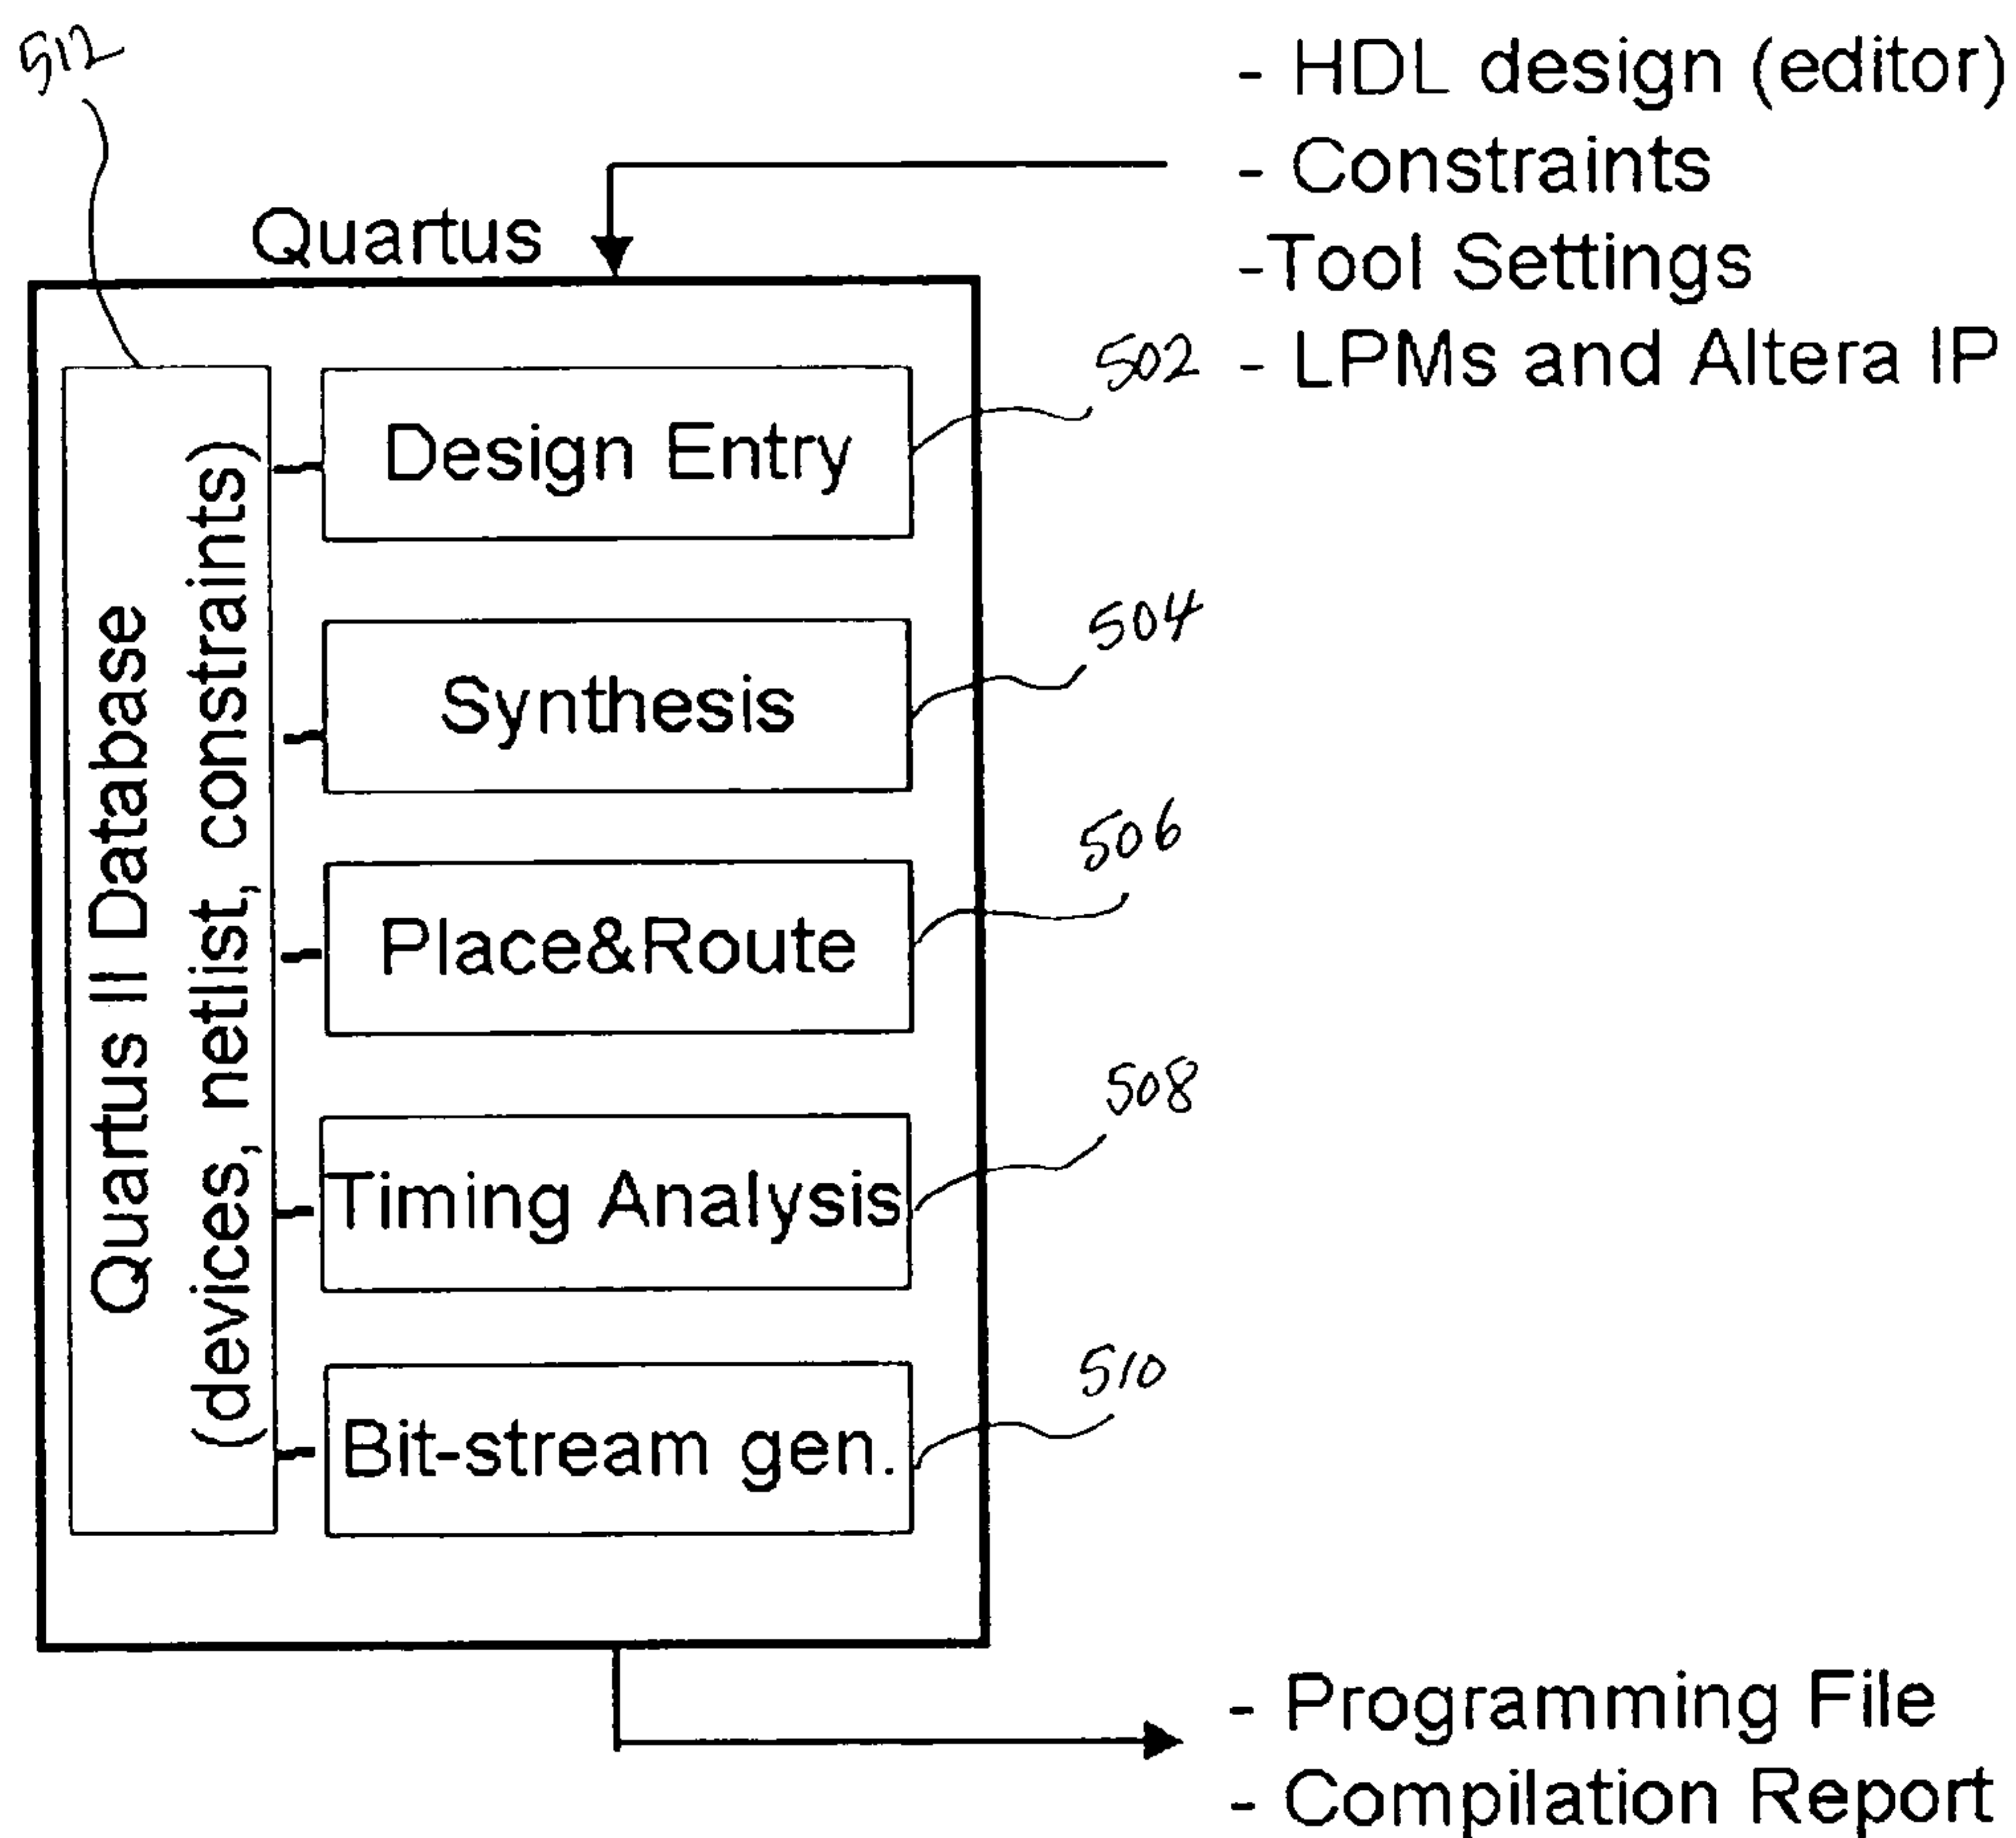 512
- HDL design (editor)
- Constraints
-Tool Settings
- LPMs and Altera IP
Quartus
Quartus II Database
(devices, netlist, constraints)
Design Entry
502
Synthesis
504
Place&Route
506
Timing Analysis
508
Bit-stream gen.
510
- Programming File
- Compilation Report